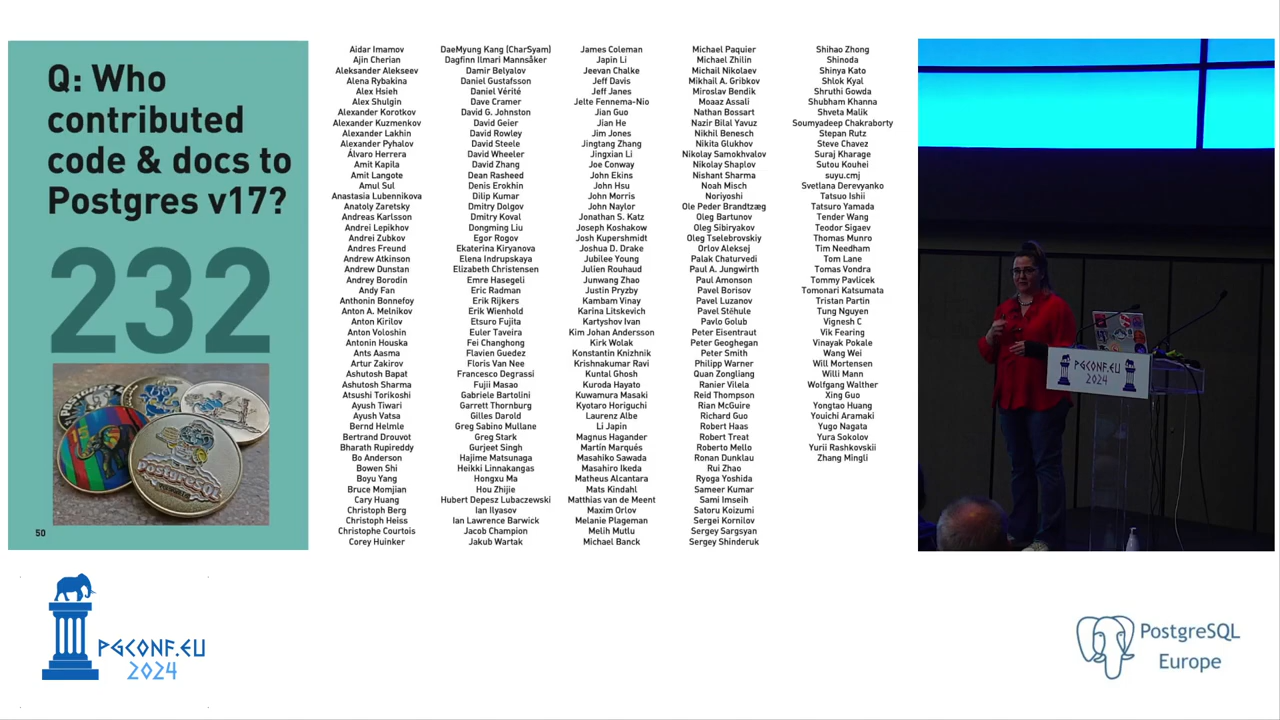 Q: Who
contributed
code & docs to
Postgres v17?
232
PostgreSQL
50
Aidar Imamov
Ajin Cherian
Aleksander Alekseev
Alena Rybakina
Alex Hsieh
Alex Shulgin
Alexander Korotkov
Alexander Kuzmenkov
Alexander Lakhin
Alexander Pyhalov
Álvaro Herrera
Amit Kapila
Amit Langote
Amul Sul
Anastasia Lubennikova
Anatoly Zaretsky
Andreas Karlsson
Andrei Lepikhov
Andrei Zubkov
Andres Freund
Andrew Atkinson
Andrew Dunstan
Andrey Borodin
Andy Fan
Anthonin Bonnefoy
Anton A. Melnikov
Anton Kirilov
Anton Voloshin
Antonin Houska
Ants Aasma
Artur Zakirov
Ashutosh Bapat
Ashutosh Sharma
Atsushi Torikoshi
Ayush Tiwari
Ayush Vatsa
Bernd Helmle
Bertrand Drouvot
Bharath Rupireddy
Bo Anderson
Bowen Shi
Boyu Yang
Bruce Momjian
Cary Huang
Christoph Berg
Christoph Heiss
Christophe Courtois
Corey Huinker
DaeMyung Kang (CharSyam)
Dagfinn Ilmari Mannsåker
Damir Belyalov
Daniel Gustafsson
Daniel Vérité
Dave Cramer
David G. Johnston
David Geier
David Rowley
David Steele
David Wheeler
David Zhang
Dean Rasheed
Denis Erokhin
Dilip Kumar
Dmitry Dolgov
Dmitry Koval
Dongming Liu
Egor Rogov
Ekaterina Kiryanova
Elena Indrupskaya
Elizabeth Christensen
Emre Hasegeli
Eric Radman
Erik Rijkers
Erik Wienhold
Etsuro Fujita
Euler Taveira
Fei Changhong
Flavien Guedez
Floris Van Nee
Francesco Degrassi
Fujii Masao
Gabriele Bartolini
Garrett Thornburg
Gilles Darold
Greg Sabino Mullane
Greg Stark
Gurjeet Singh
Hajime Matsunaga
Heikki Linnakangas
Hongxu Ma
Hou Zhijie
Hubert Depesz Lubaczewski
Ian Ilyasov
Ian Lawrence Barwick
Jacob Champion
Jakub Wartak
James Coleman
Japin Li
Jeevan Chalke
Jeff Davis
Jeff Janes
Jelte Fennema-Nio
Jian Guo
Jian He
Jim Jones
Jingtang Zhang
Jingxian Li
Joe Conway
John Ekins
John Hsu
John Morris
John Naylor
Jonathan S. Katz
Joseph Koshakow
Josh Kupershmidt
Joshua D. Drake
Jubilee Young
Julien Rouhaud
Junwang Zhao
Justin Pryzby
Kambam Vinay
Karina Litskevich
Kartyshov Ivan
Kim Johan Andersson
Kirk Wolak
Konstantin Knizhnik
Krishnakumar Ravi
Kuntal Ghosh
Kuroda Hayato
Kuwamura Masaki
Kyotaro Horiguchi
Laurenz Albe
Li Japin
Magnus Hagander
Martín Marqués
Masahiko Sawada
Masahiro Ikeda
Matheus Alcantara
Mats Kindahl
Matthias van de Meent
Maxim Orlov
Melanie Plageman
Melih Mutlu
Michael Banck
Michael Paquier
Michael Zhilin
Michail Nikolaev
Mikhail A. Gribkov
Miroslav Bendik
Moaaz Assali
Nathan Bossart
Nazir Bilal Yavuz
Nikhil Benesch
Nikita Glukhov
Nikolay Samokhvalov
Nikolay Shaplov
Nishant Sharma
Noah Misch
Noriyoshi
Ole Peder Brandtzæg
Oleg Bartunov
Oleg Sibiryakov
Oleg Tselebrovskiy
Orlov Aleksej
Palak Chaturvedi
Paul A. Jungwirth
Paul Amonson
Pavel Borisov
Pavel Luzanov
Pavel Stěhule
Pavlo Golub
Peter Eisentraut
Peter Geoghegan
Peter Smith
Philipp Warner
Quan Zongliang
Ranier Vilela
Reid Thompson
Rian McGuire
Richard Guo
Robert Haas
Robert Treat
Roberto Mello
Ronan Dunklau
Rui Zhao
Ryoga Yoshida
Sameer Kumar
Sami Imseih
Satoru Koizumi
Sergei Kornilov
Sergey Sargsyan
Sergey Shinderuk
Shihao Zhong
Shinoda
Shinya Kato
Shlok Kyal
Shruthi Gowda
Shubham Khanna
Shveta Malik
Soumyadeep Chakraborty
Stepan Rutz
Steve Chavez
Suraj Kharage
Sutou Kouhei
suyu.cmj
Svetlana Derevyanko
Tatsuo Ishii
Tatsuro Yamada
Tender Wang
Teodor Sigaev
Thomas Munro
Tim Needham
Tom Lane
Tomas Vondra
Tommy Pavlicek
Tomonari Katsumata
Tristan Partin
Tung Nguyen
Vignesh C
Vik Fearing
Vinayak Pokale
Wang Wei
Will Mortensen
Willi Mann
Wolfgang Walther
Xing Guo
Yongtao Huang
Youichi Aramaki
Yugo Nagata
Yura Sokolov
Yurii Rashkovskii
Zhang Mingli
PGCONF.EU
2024
PGCONF.EU
2024
PostgreSQL
Europe